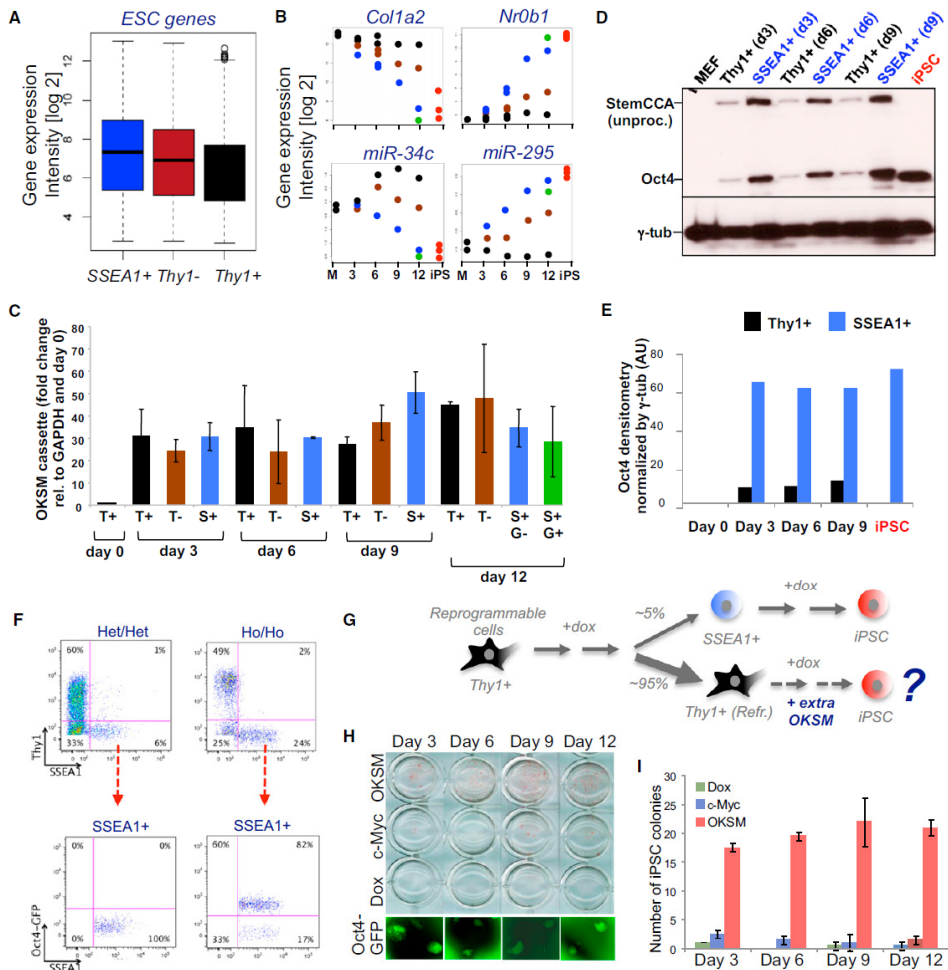 A
ESC genes
Gene expression
Intensity [log 2]
12
10
8
6
4
SSEA1+ Thy1- Thy1+
B
Col1a2
Nr0b1
miR-34c
miR-295
Gene expression
Intensity [log 2]
M 3 6 9 12 iPS
M 3 6 9 12 iPS
D
MEF
Thy1+ (d3)
SSEA1+ (d3)
Thy1+ (d6)
SSEA1+ (d6)
Thy1+ (d9)
SSEA1+ (d9)
iPSC
StemCCA
(unproc.)
Oct4
γ-tub
C
OKSM cassette (fold change
rel. to GAPDH and day 0)
80
70
60
50
40
30
20
10
0
T+ T+ T- S+ T+ T- S+ T+ T- S+ T+ T- S+ S+
G- G+
day 0 day 3 day 6 day 9
day 12
E
Thy1+ SSEA1+
Oct4 densitometry
normalized by γ-tub (AU)
80
60
40
20
0
Day 0 Day 3 Day 6 Day 9 iPSC
F
Het/Het
Ho/Ho
60% 1%
33% 6%
49% 2%
25% 24%
Thy1
SSEA1
SSEA1+
SSEA1+
0% 0%
0% 100%
60% 82%
33% 17%
Oct4-GFP
SSEA1
G
Reprogrammable
cells
Thy1+
+dox
~5%
~95%
SSEA1+
+dox
iPSC
Thy1+ (Refr.)
+dox
+ extra
OKSM
iPSC
?
H
Day 3 Day 6 Day 9 Day 12
OKSM
c-Myc
Dox
Oct4-
GFP
I
Number of iPSC colonies
30
25
20
15
10
5
0
Dox
c-Myc
OKSM
Day 3 Day 6 Day 9 Day 12